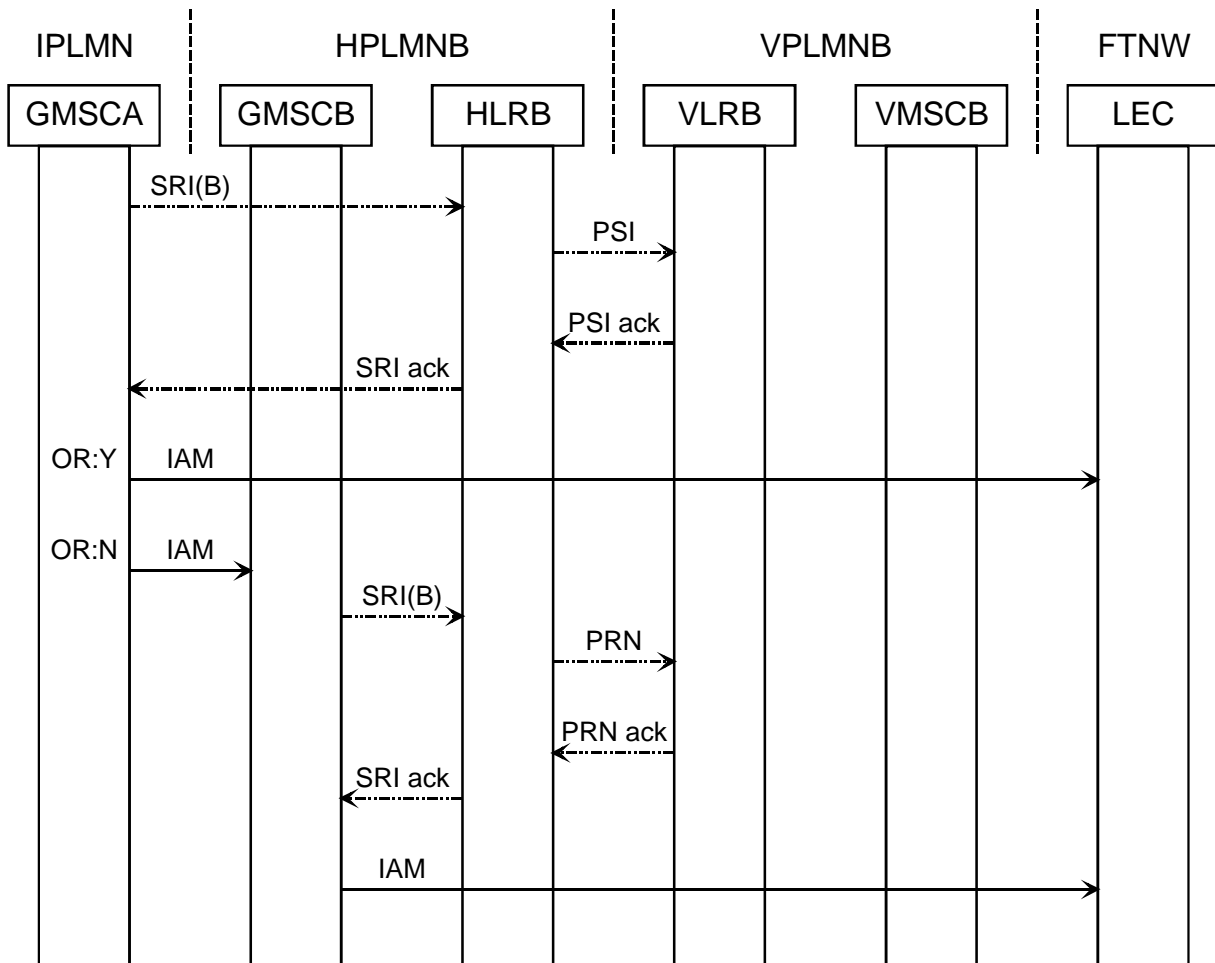 IPLMN HPLMNB VPLMNB FTNW
GMSCA GMSCB HLRB VLRB VMSCB LEC
SRI(B)
PSI
PSI ack
SRI ack
OR:Y IAM
OR:N IAM
SRI(B)
PRN
PRN ack
SRI ack
IAM